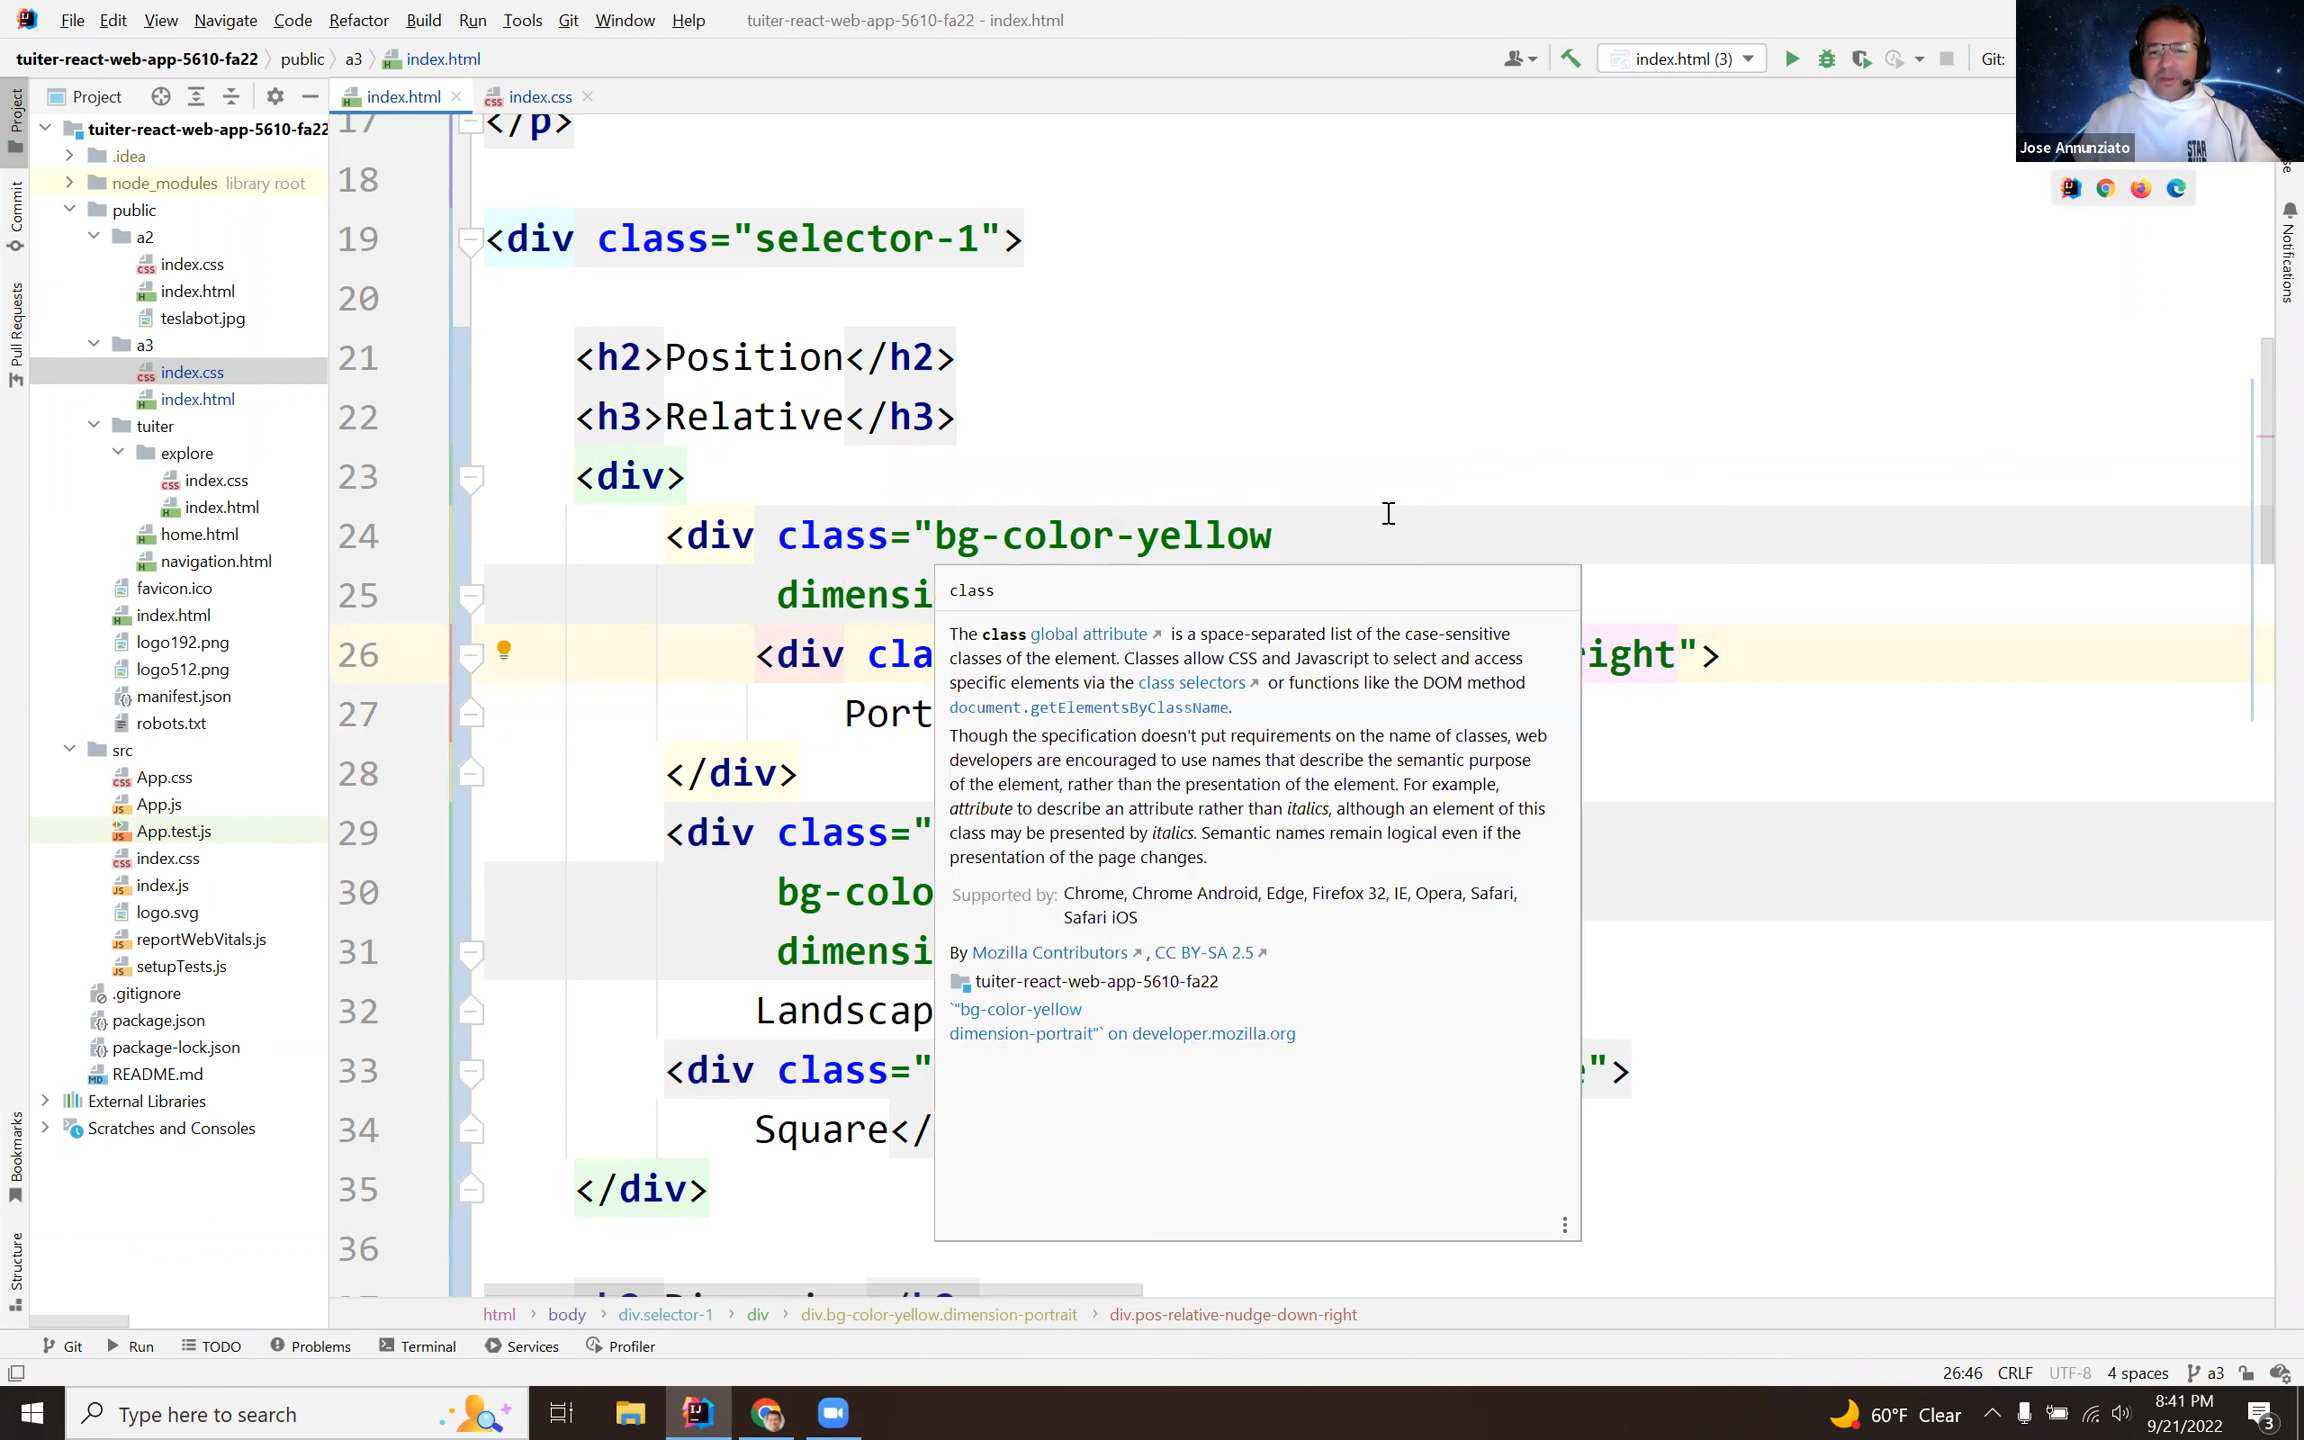 File Edit View Navigate Code Refactor Build Run Tools Git Window Help tuiter-react-web-app-5610-fa22 - index.html
tuiter-react-web-app-5610-fa22 public a3 index.html index.html (3) Git:
Project index.html index.css
Project
Commit
Pull Requests
Bookmarks
Structure
Notifications
tuiter-react-web-app-5610-fa22
.idea
node_modules library root
public
a2
index.css
index.html
teslabot.jpg
a3
index.css
index.html
tuiter
explore
index.css
index.html
home.html
navigation.html
favicon.ico
index.html
logo192.png
logo512.png
manifest.json
robots.txt
src
App.css
App.js
App.test.js
index.css
index.js
logo.svg
reportWebVitals.js
setupTests.js
.gitignore
package.json
package-lock.json
README.md
External Libraries
Scratches and Consoles
17 </p>
18
19 <div class="selector-1">
20
21 <h2>Position</h2>
22 <h3>Relative</h3>
23 <div>
24 <div class="bg-color-yellow
25 dimensi
26 <div cla right">
27 Port
28 </div>
29 <div class="
30 bg-colo
31 dimensi
32 Landscap
33 <div class=" ">
34 Square</
35 </div>
36
class
The class global attribute is a space-separated list of the case-sensitive
classes of the element. Classes allow CSS and Javascript to select and access
specific elements via the class selectors or functions like the DOM method
document.getElementsByClassName.
Though the specification doesn't put requirements on the name of classes, web
developers are encouraged to use names that describe the semantic purpose
of the element, rather than the presentation of the element. For example,
attribute to describe an attribute rather than italics, although an element of this
class may be presented by italics. Semantic names remain logical even if the
presentation of the page changes.
Supported by: Chrome, Chrome Android, Edge, Firefox 32, IE, Opera, Safari,
Safari iOS
By Mozilla Contributors , CC BY-SA 2.5
tuiter-react-web-app-5610-fa22
`"bg-color-yellow
dimension-portrait"` on developer.mozilla.org
Jose Annunziato
STAR
html body div.selector-1 div div.bg-color-yellow.dimension-portrait div.pos-relative-nudge-down-right
Git Run TODO Problems Terminal Services Profiler
26:46 CRLF UTF-8 4 spaces a3
Type here to search 60°F Clear 8:41 PM
9/21/2022 3